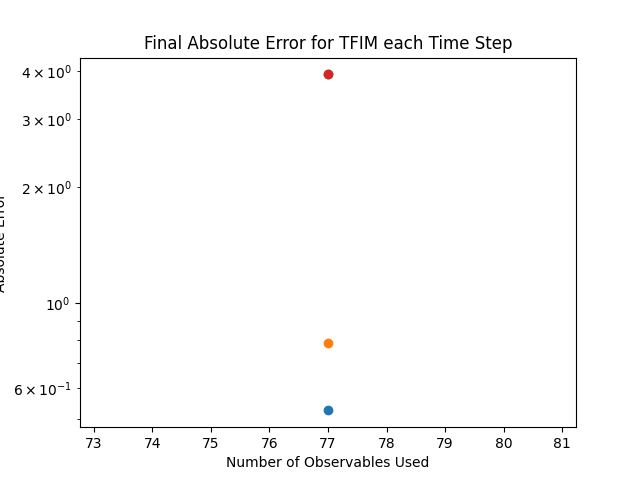 Final Absolute Error for TFIM each Time Step
4 × 10⁰
3 × 10⁰
2 × 10⁰
10⁰
6 × 10⁻¹
Absolute Error
73 74 75 76 77 78 79 80 81
Number of Observables Used